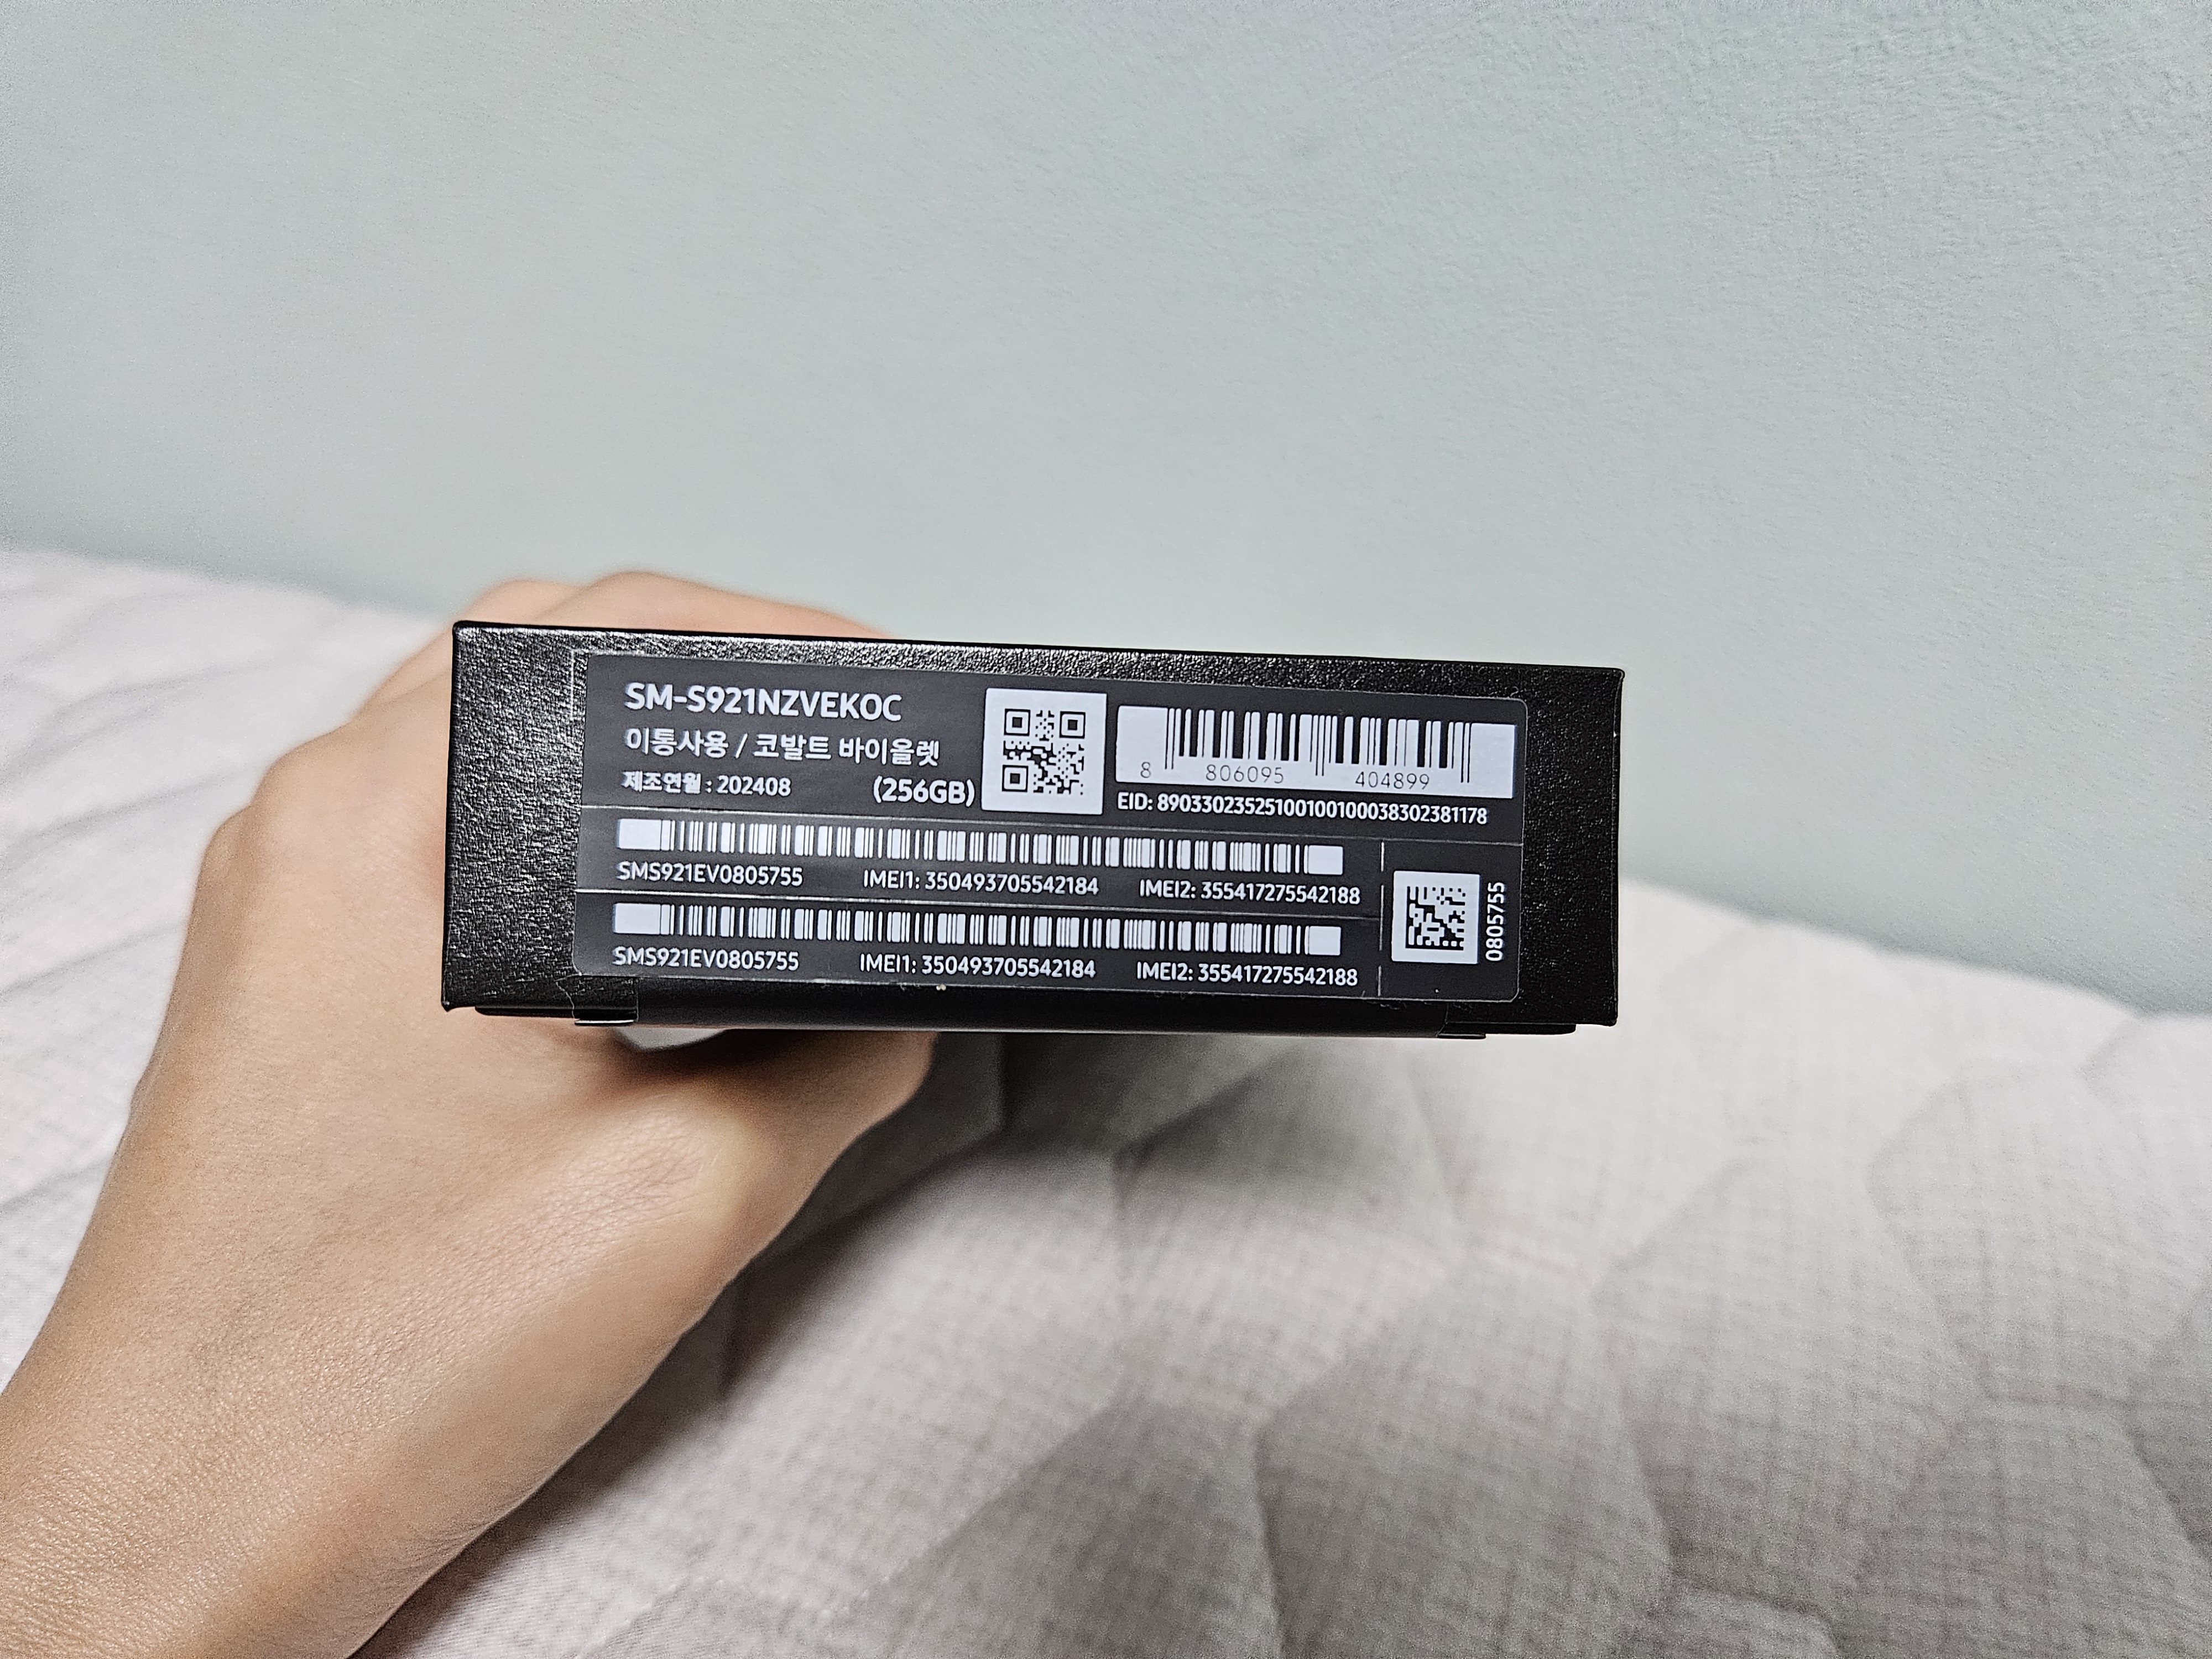 SM-S921NZVEKOC
이통사용 / 코발트 바이올렛
제조연월 : 202408 (256GB)
8 806095 404899
EID: 89033023525100100100038302381178
SMS921EV0805755 IMEI1: 350493705542184 IMEI2: 355417275542188
SMS921EV0805755 IMEI1: 350493705542184 IMEI2: 355417275542188
0805755